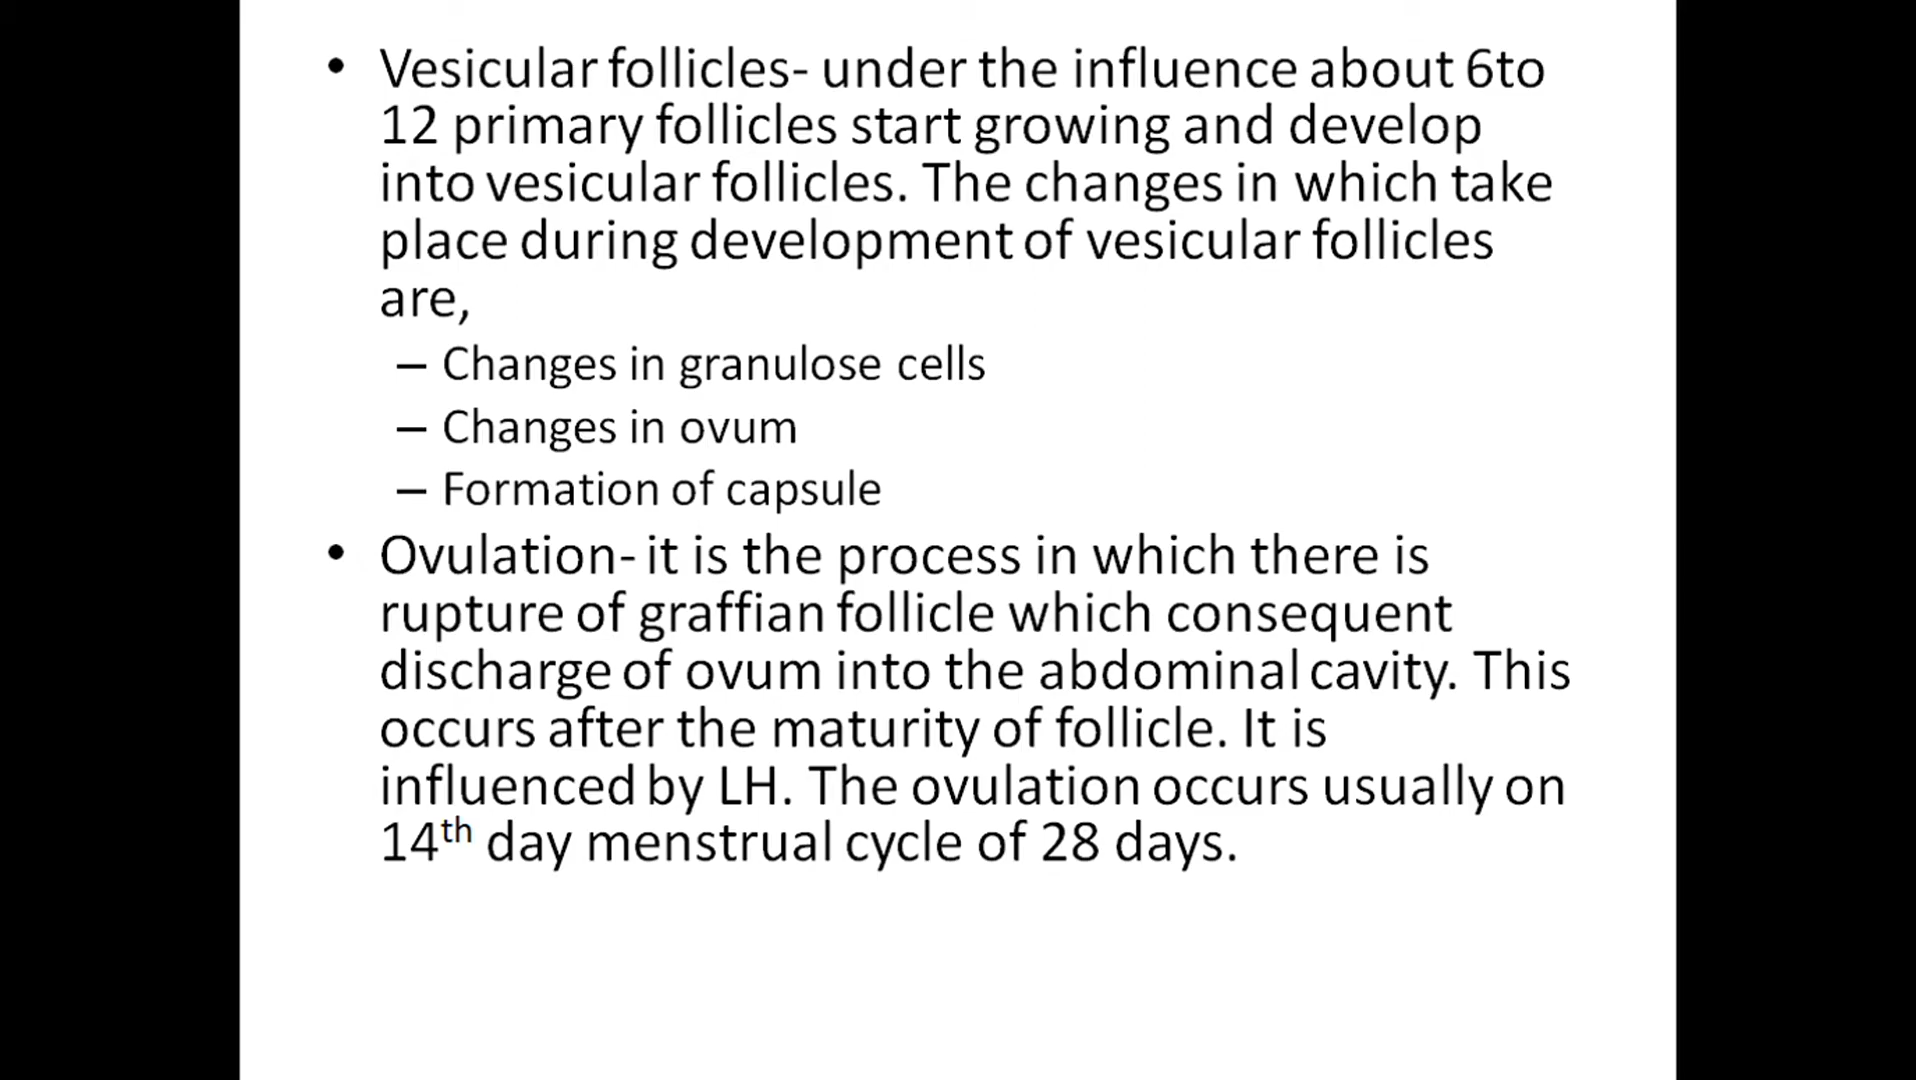 • Vesicular follicles- under the influence about 6to
12 primary follicles start growing and develop
into vesicular follicles. The changes in which take
place during development of vesicular follicles
are,
– Changes in granulose cells
– Changes in ovum
– Formation of capsule
• Ovulation- it is the process in which there is
rupture of graffian follicle which consequent
discharge of ovum into the abdominal cavity. This
occurs after the maturity of follicle. It is
influenced by LH. The ovulation occurs usually on
14th day menstrual cycle of 28 days.